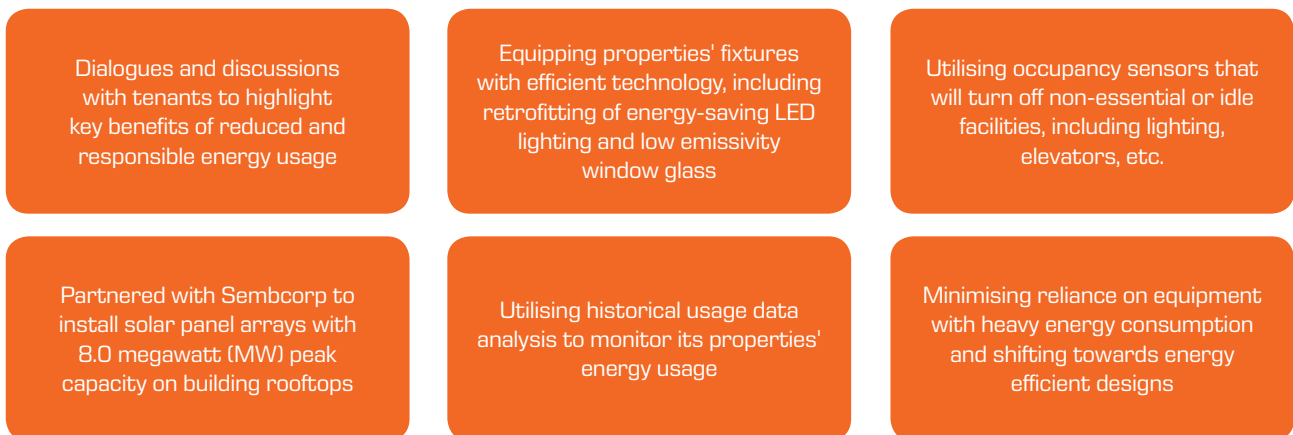 Dialogues and discussions
with tenants to highlight
key benefits of reduced and
responsible energy usage
Equipping properties' fixtures
with efficient technology, including
retrofitting of energy-saving LED
lighting and low emissivity
window glass
Utilising occupancy sensors that
will turn off non-essential or idle
facilities, including lighting,
elevators, etc.
Partnered with Sembcorp to
install solar panel arrays with
8.0 megawatt (MW) peak
capacity on building rooftops
Utilising historical usage data
analysis to monitor its properties'
energy usage
Minimising reliance on equipment
with heavy energy consumption
and shifting towards energy
efficient designs